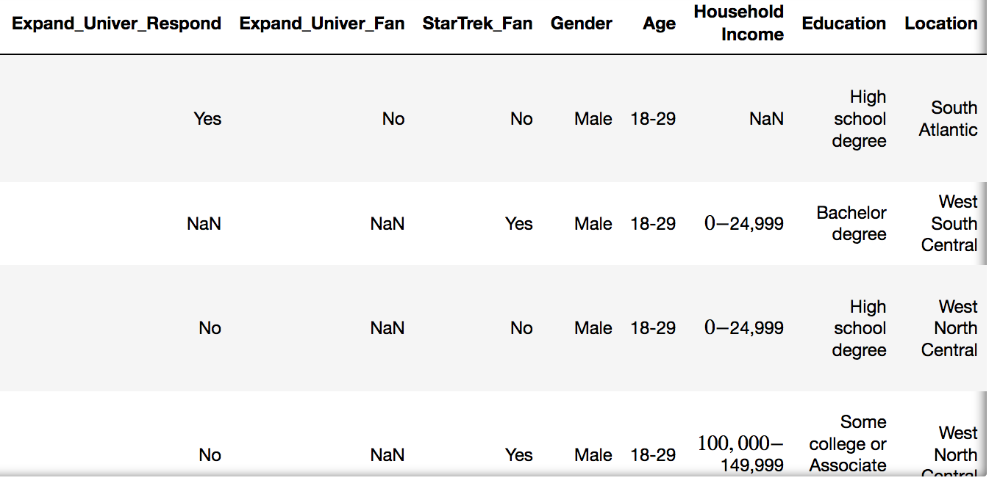 Expand_Univer_Respond Expand_Univer_Fan StarTrek_Fan Gender Age Household Income Education Location
Yes No No Male 18-29 NaN High school degree South Atlantic
NaN NaN Yes Male 18-29 0−24,999 Bachelor degree West South Central
No NaN No Male 18-29 0−24,999 High school degree West North Central
No NaN Yes Male 18-29 100,000−149,999 Some college or Associate West North Central